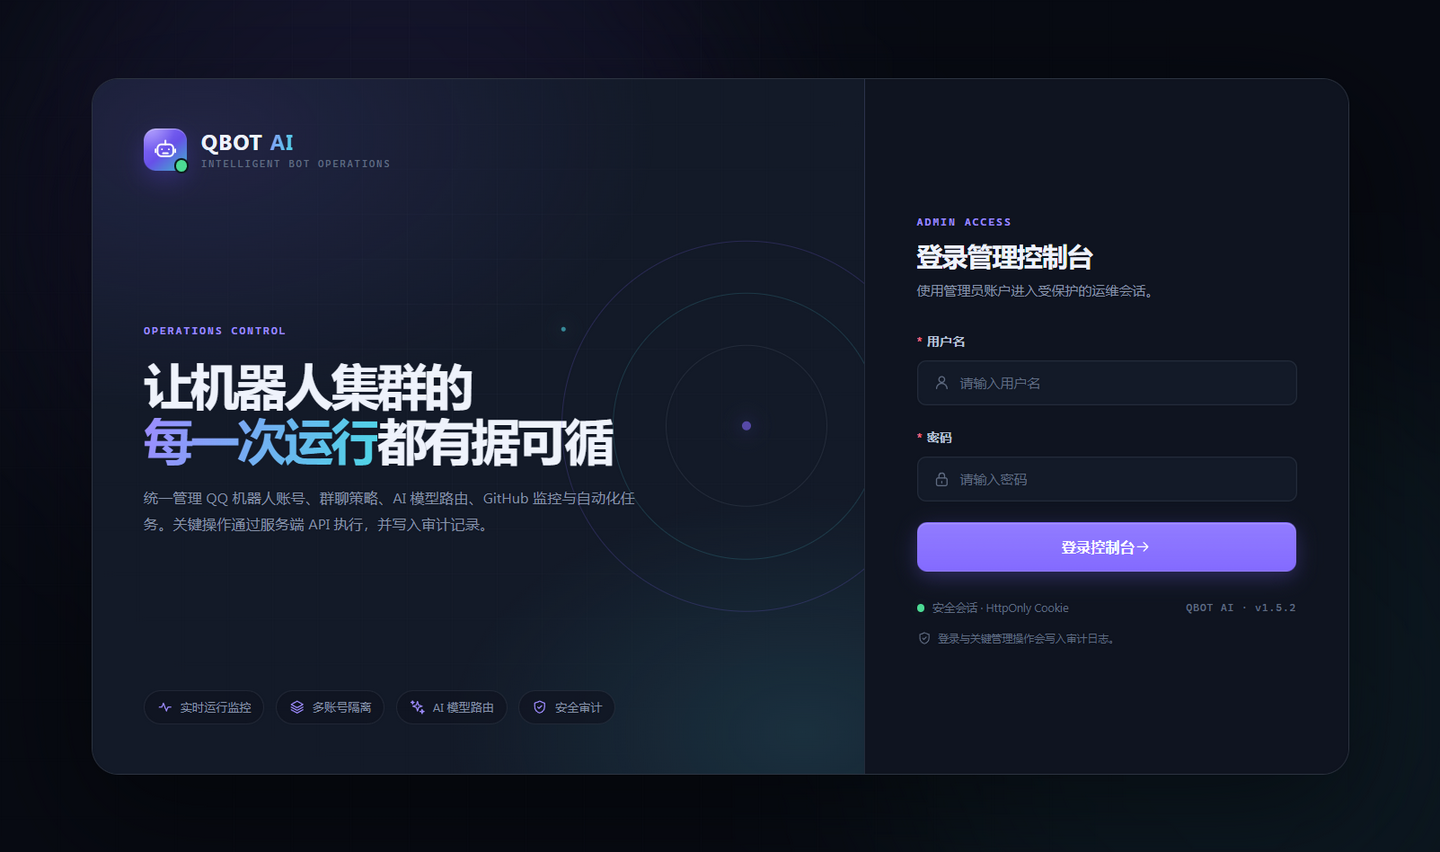 QBOT AI
INTELLIGENT BOT OPERATIONS
OPERATIONS CONTROL
让机器人集群的
每一次运行都有据可循
统一管理 QQ 机器人账号、群聊策略、AI 模型路由、GitHub 监控与自动化任
务。关键操作通过服务端 API 执行，并写入审计记录。
实时运行监控
多账号隔离
AI 模型路由
安全审计
ADMIN ACCESS
登录管理控制台
使用管理员账户进入受保护的运维会话。
* 用户名
请输入用户名
* 密码
请输入密码
登录控制台→
安全会话 · HttpOnly Cookie
QBOT AI · v1.5.2
登录与关键管理操作会写入审计日志。